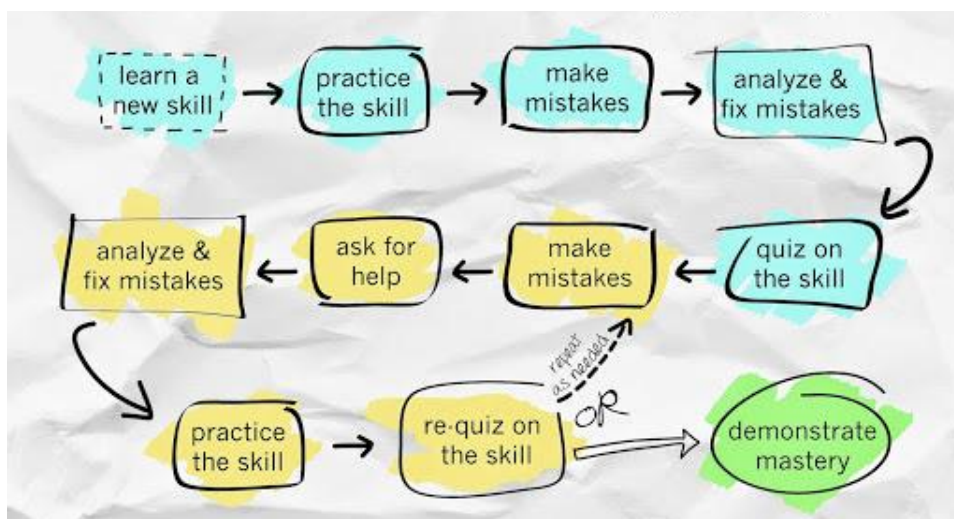 learn a
new skill
practice
the skill
make
mistakes
analyze &
fix mistakes
quiz on
the skill
make
mistakes
ask for
help
analyze &
fix mistakes
practice
the skill
re-quiz on
the skill
repeat
as needed
OR
demonstrate
mastery